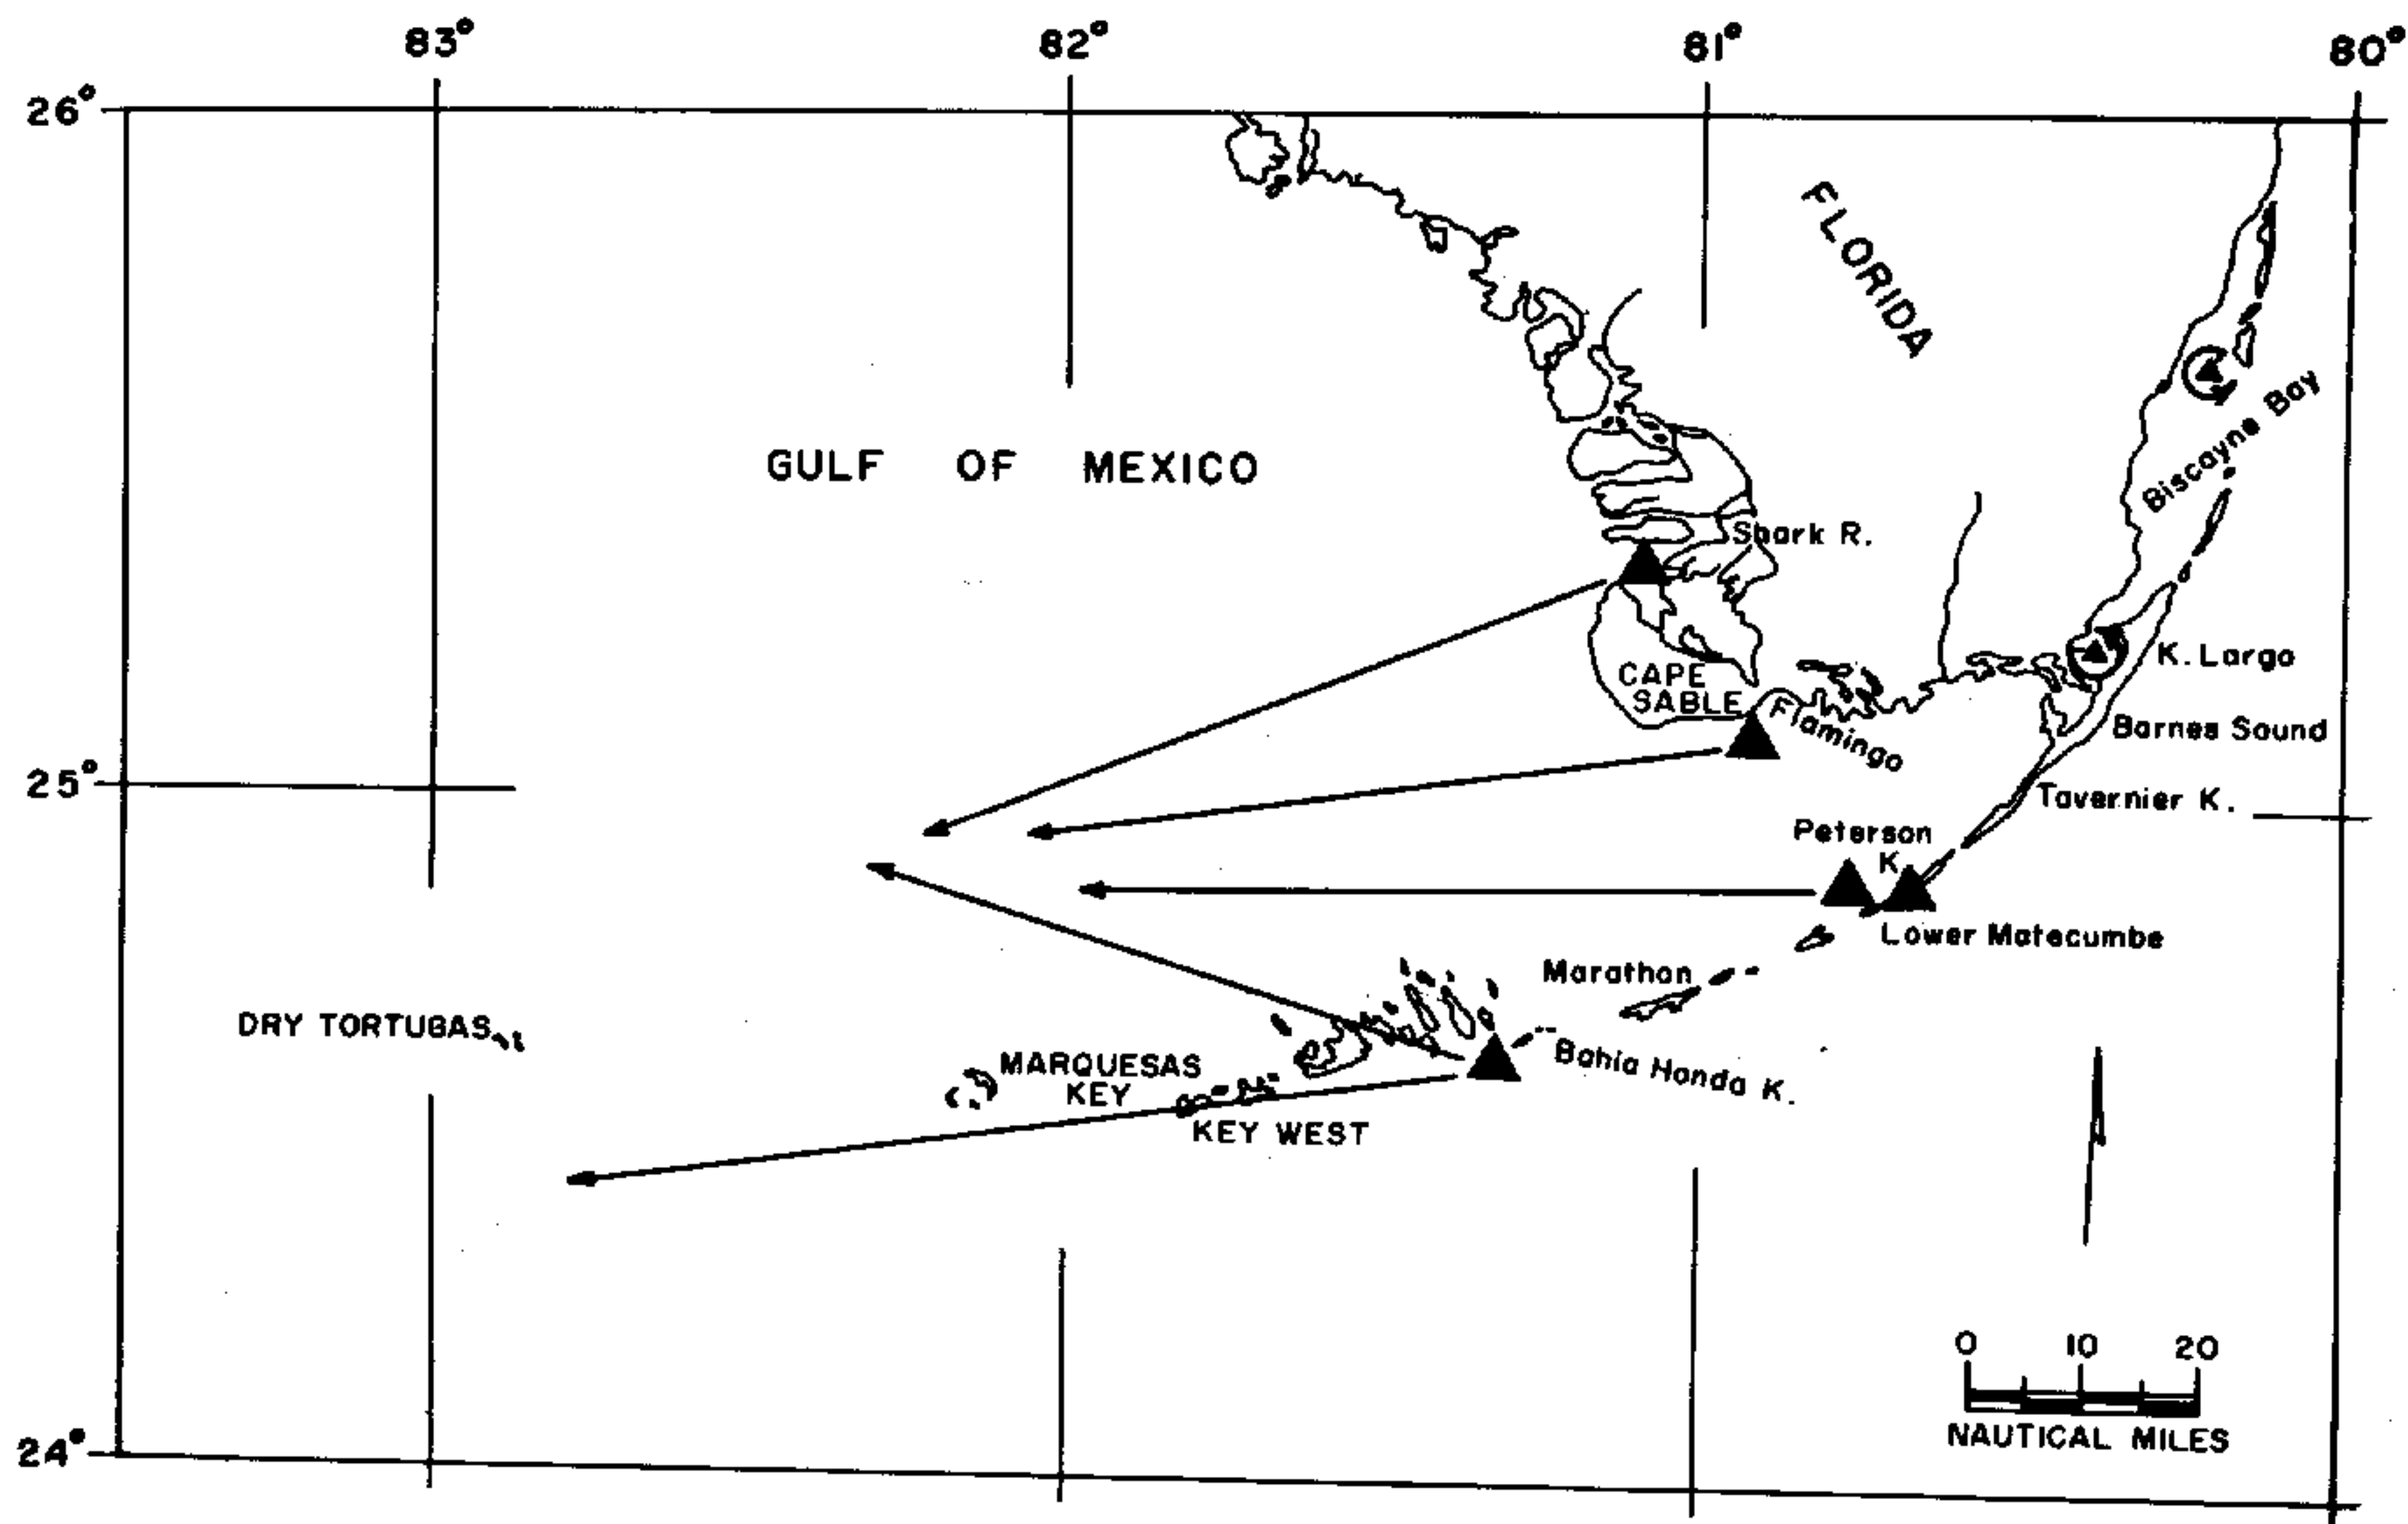 83° 82° 81° 80°
26°
FLORIDA
GULF OF MEXICO
Biscayne Bay
Shark R.
K. Largo
CAPE
SABLE
Flamingo
Barnes Sound
25°
Tavernier K.
Peterson
K.
Lower Matecumbe
Marathon
DRY TORTUGAS
MARQUESAS
KEY
Bahia Honda K.
KEY WEST
0 10 20
NAUTICAL MILES
24°